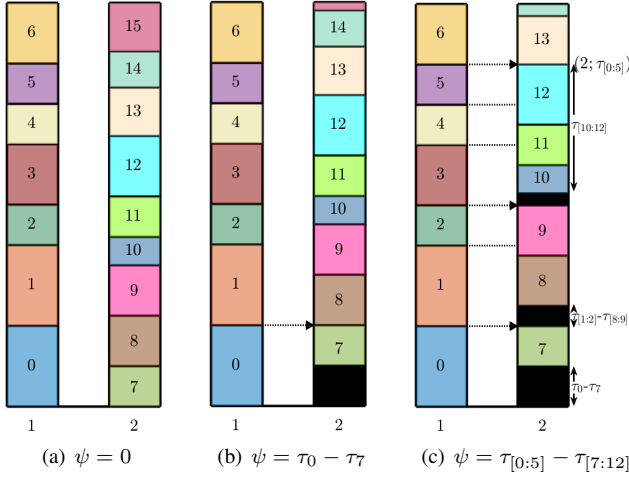 6 15 6 14 6 13 (2; τ[0:5])
5 14 5 13 5 12
4 13 4 12 4 11 τ[10:12]
3 12 3 11 3 10
2 11 2 10 2 9
1 10 1 9 1 8
9 8 τ[1:2]-τ[8:9]
0 8 0 7 0 7
7 τ0-τ7
1 2 1 2 1 2
(a) ψ = 0 (b) ψ = τ0 − τ7 (c) ψ = τ[0:5] − τ[7:12]